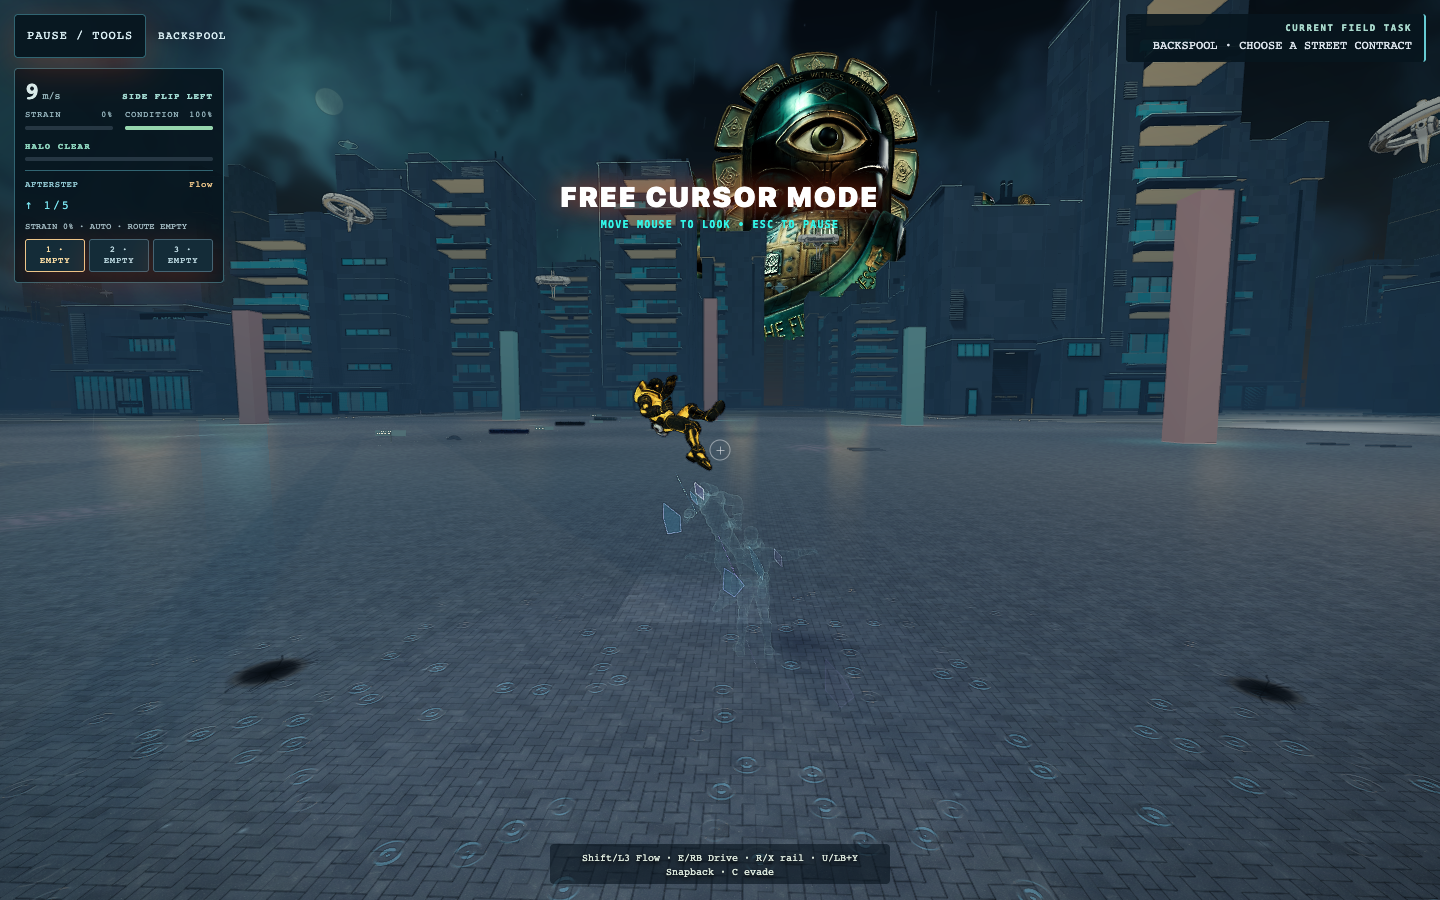 PAUSE / TOOLS
BACKSPOOL
CURRENT FIELD TASK
BACKSPOOL · CHOOSE A STREET CONTRACT
9 m/s
SIDE FLIP LEFT
STRAIN 0%
CONDITION 100%
HALO CLEAR
AFTERSTEP
Flow
↑ 1/5
STRAIN 0% · AUTO · ROUTE EMPTY
1 · EMPTY
2 · EMPTY
3 · EMPTY
WITNESS
FREE CURSOR MODE
MOVE MOUSE TO LOOK · ESC TO PAUSE
Shift/L3 Flow · E/RB Drive · R/X rail · U/LB+Y
Snapback · C evade